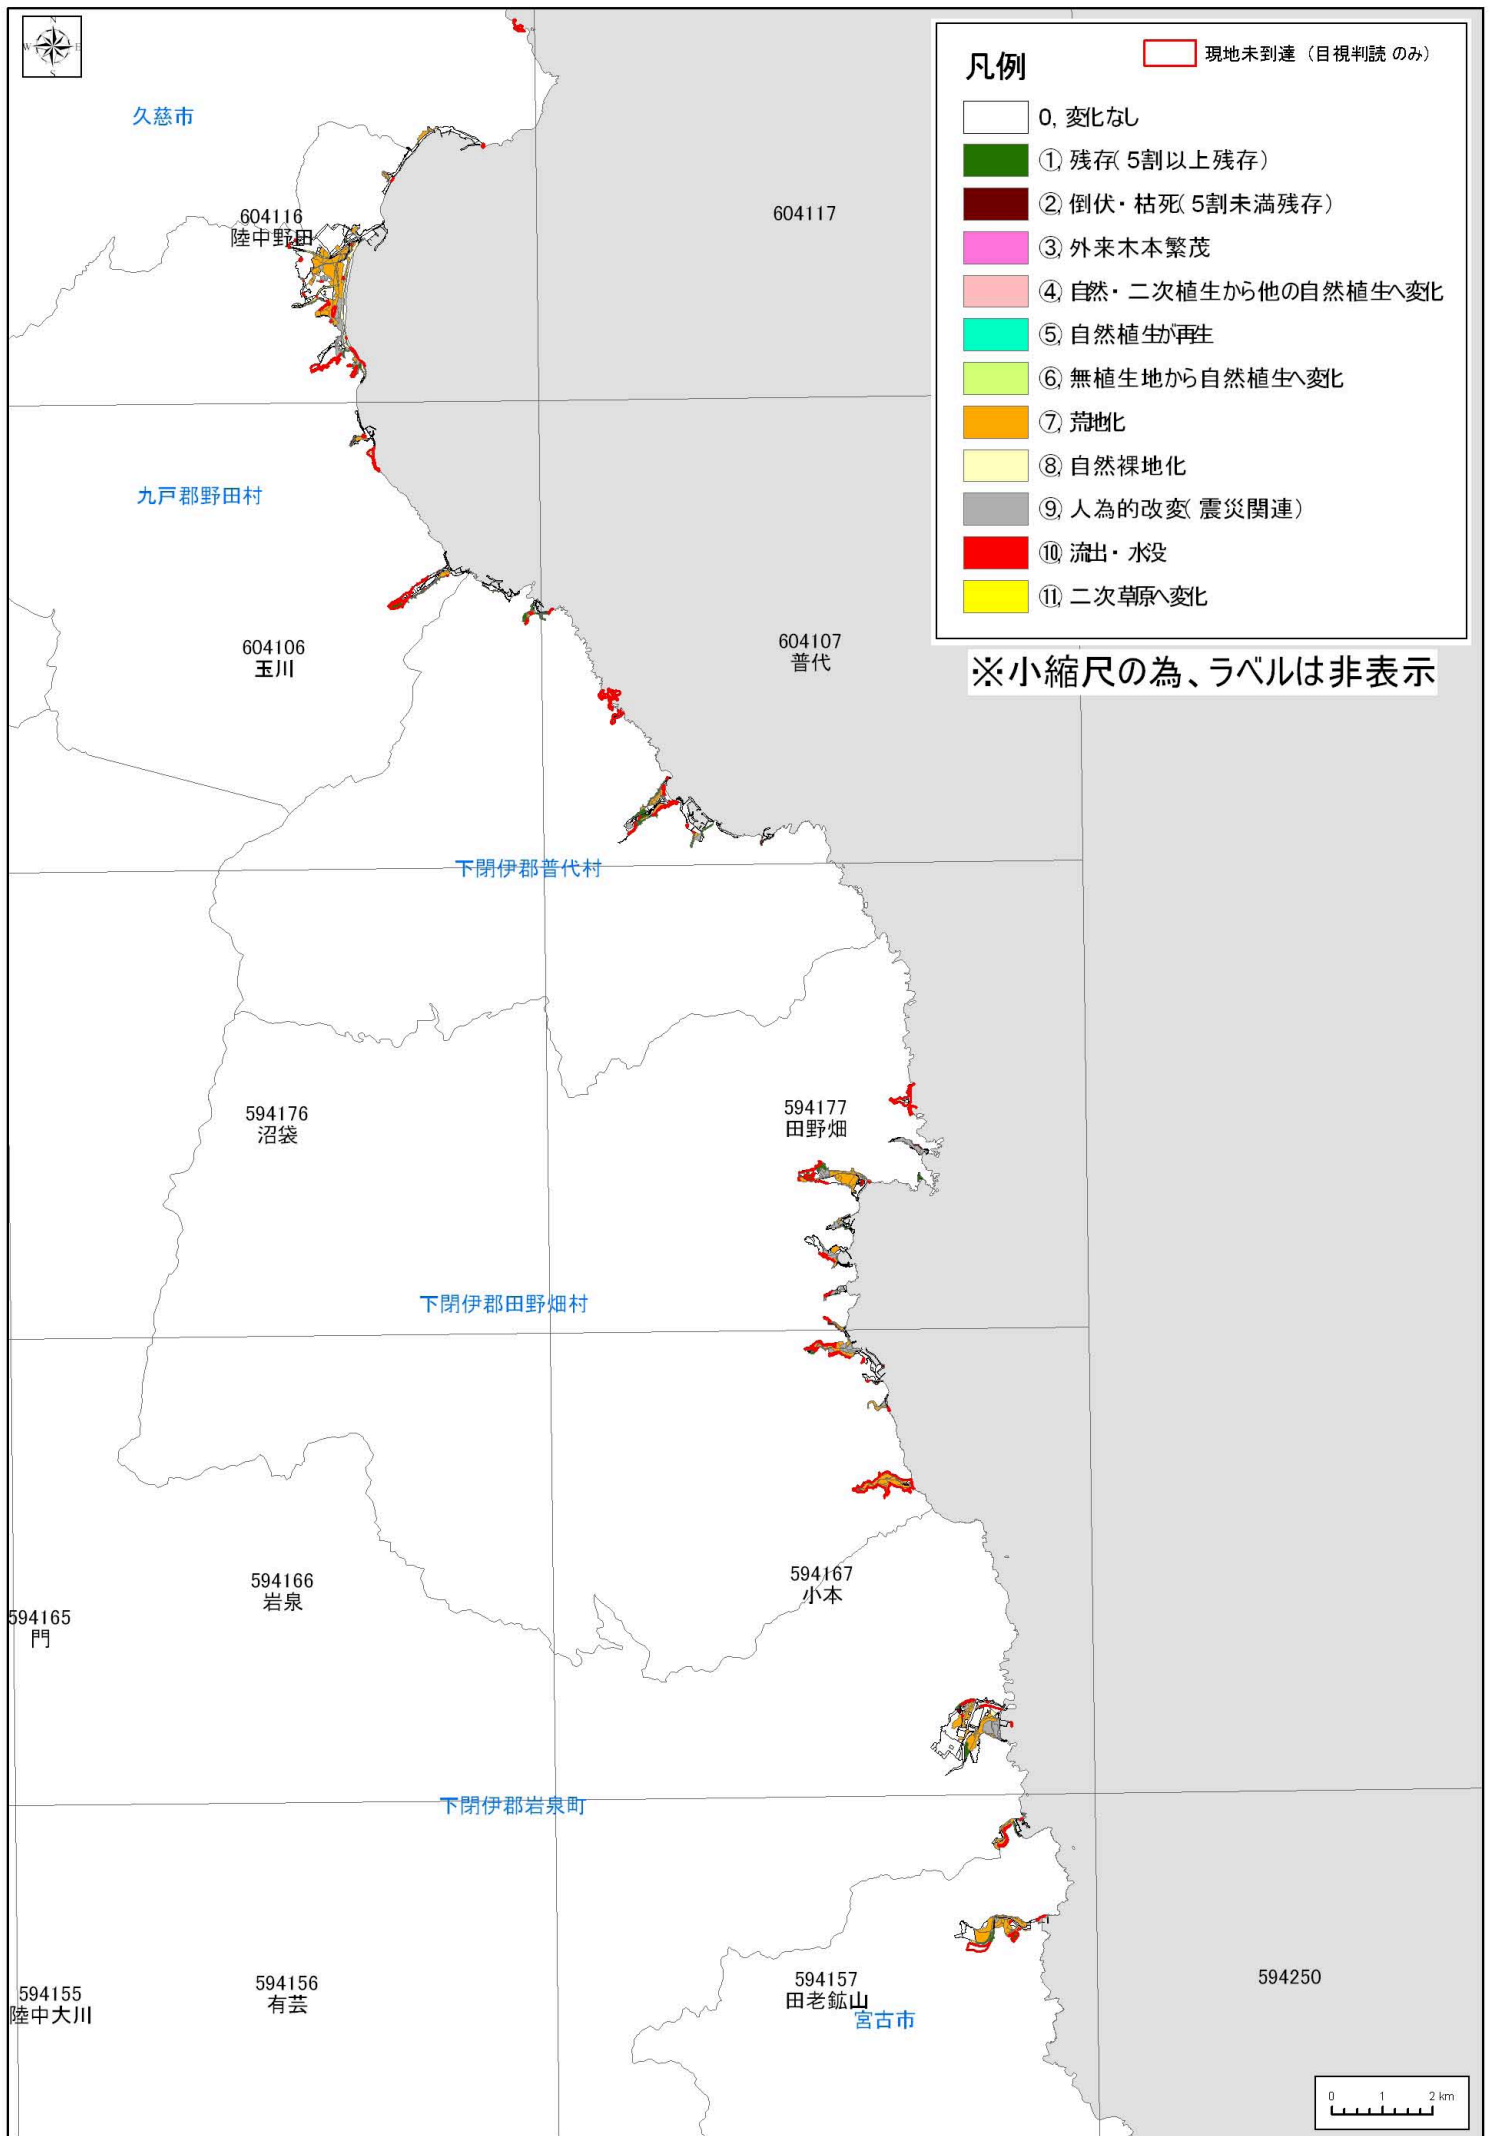 N
W E
S
凡例
現地未到達（目視判読 のみ）
0, 変化なし
①, 残存（5割以上残存）
②, 倒伏・枯死（5割未満残存）
③, 外来木本繁茂
④, 自然・二次植生から他の自然植生へ変化
⑤, 自然植生が再生
⑥, 無植生地から自然植生へ変化
⑦, 荒地化
⑧, 自然裸地化
⑨, 人為的改変（震災関連）
⑩, 流出・水没
⑪, 二次草原へ変化
※小縮尺の為、ラベルは非表示
久慈市
604116
陸中野田
604117
九戸郡野田村
604106
玉川
604107
普代
下閉伊郡普代村
594176
沼袋
594177
田野畑
下閉伊郡田野畑村
594166
岩泉
594167
小本
594165
門
下閉伊郡岩泉町
594155
陸中大川
594156
有芸
594157
田老鉱山
宮古市
594250
0 1 2 km